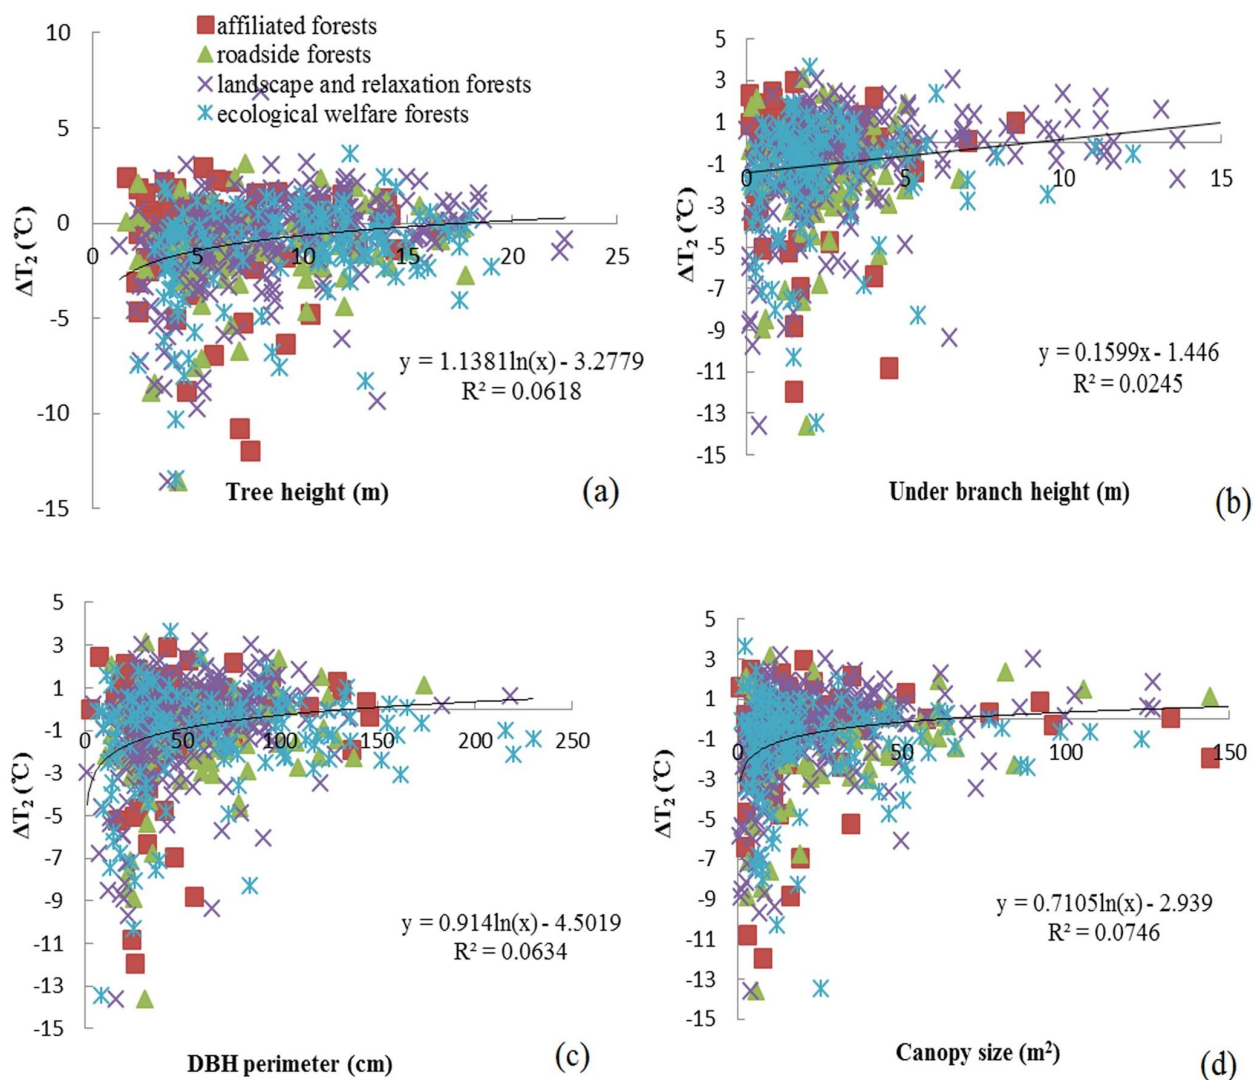 affiliated forests
roadside forests
landscape and relaxation forests
ecological welfare forests
10
5
0
-5
-10
-15
0
5
10
15
20
25
ΔT2 (℃)
y = 1.1381ln(x) - 3.2779
R² = 0.0618
Tree height (m)
(a)
5
3
1
-1
-3
-5
-7
-9
-11
-13
-15
0
5
10
15
ΔT2 (℃)
y = 0.1599x - 1.446
R² = 0.0245
Under branch height (m)
(b)
5
3
1
-1
-3
-5
-7
-9
-11
-13
-15
0
50
100
150
200
250
ΔT2 (℃)
y = 0.914ln(x) - 4.5019
R² = 0.0634
DBH perimeter (cm)
(c)
5
3
1
-1
-3
-5
-7
-9
-11
-13
-15
0
50
100
150
ΔT2 (℃)
y = 0.7105ln(x) - 2.939
R² = 0.0746
Canopy size (m²)
(d)